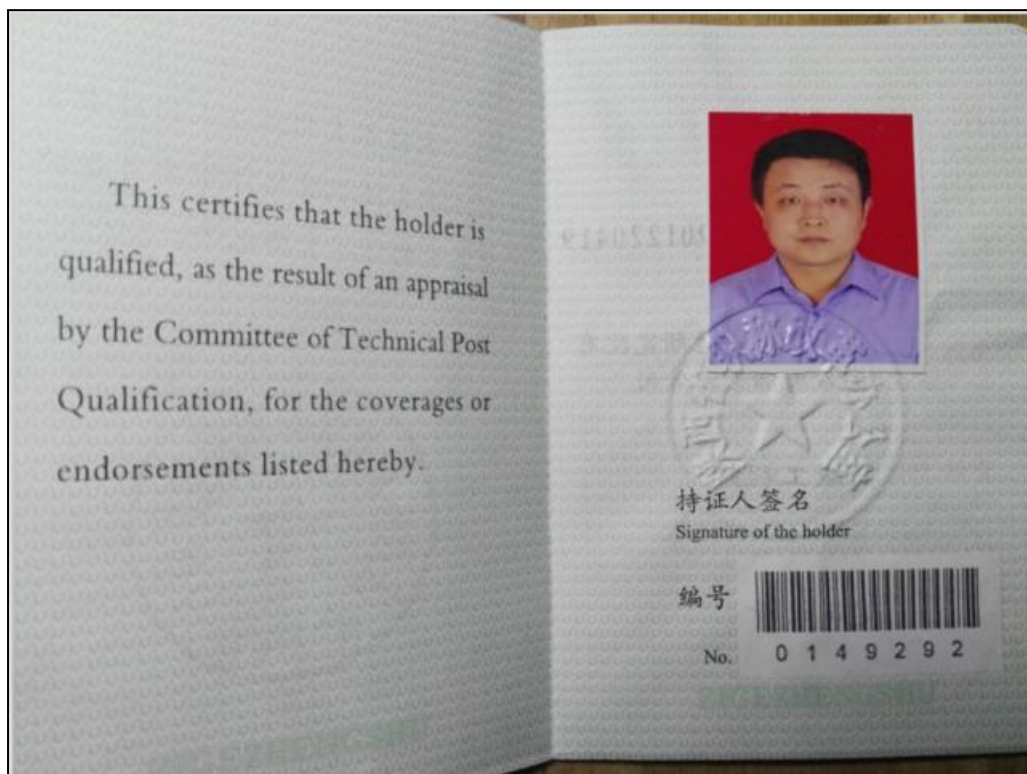 This certifies that the holder is
qualified, as the result of an appraisal
by the Committee of Technical Post
Qualification, for the coverages or
endorsements listed hereby.
持证人签名
Signature of the holder
编号
No.
0149292
ZIGEZHENGSHU
ZIGEZHENGSHU